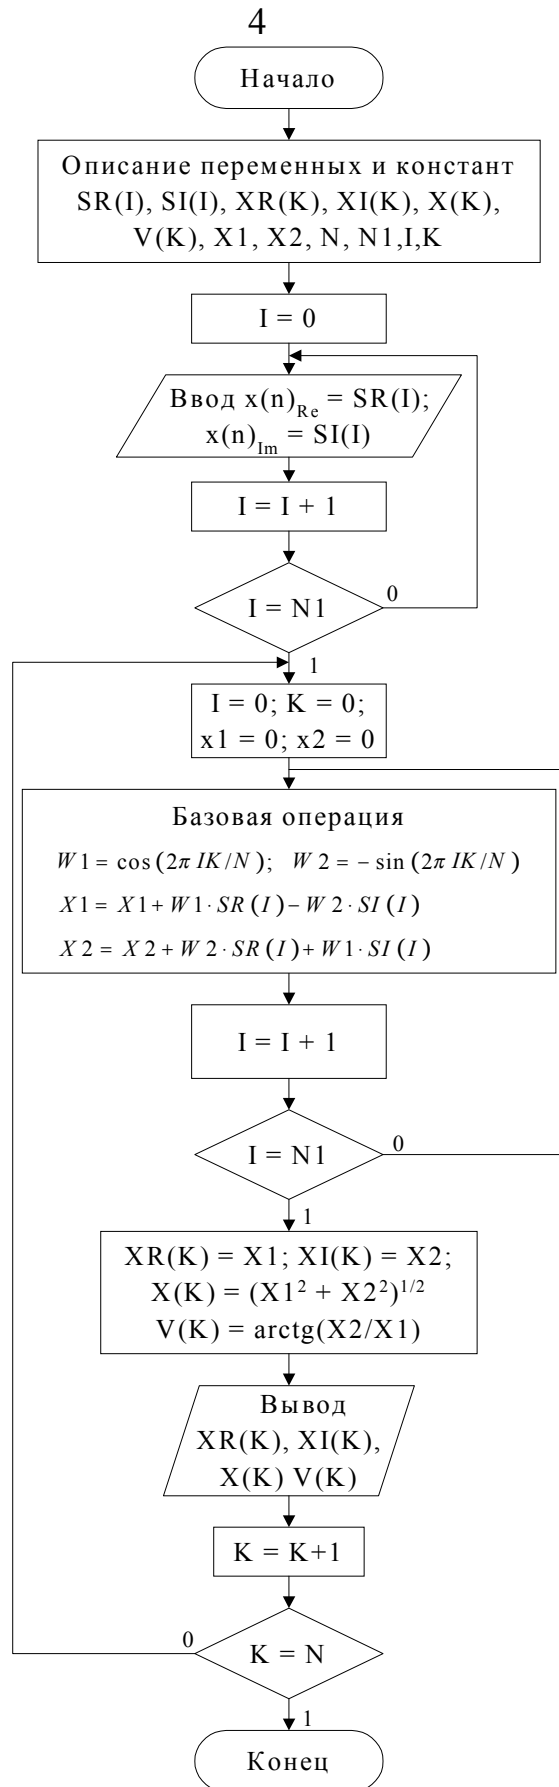 4
Начало
Описание переменных и констант
SR(I), SI(I), XR(K), XI(K), X(K),
V(K), X1, X2, N, N1,I,K
I = 0
Ввод x(n)Re = SR(I);
x(n)Im = SI(I)
I = I + 1
I = N1
0
1
I = 0; K = 0;
x1 = 0; x2 = 0
Базовая операция
W1 = cos(2π IK/N); W2 = − sin(2π IK/N)
X1 = X1 + W1 · SR(I) − W2 · SI(I)
X2 = X2 + W2 · SR(I) + W1 · SI(I)
I = I + 1
I = N1
0
1
XR(K) = X1; XI(K) = X2;
X(K) = (X1² + X2²)^1/2
V(K) = arctg(X2/X1)
Вывод
XR(K), XI(K),
X(K) V(K)
K = K+1
0
K = N
1
Конец